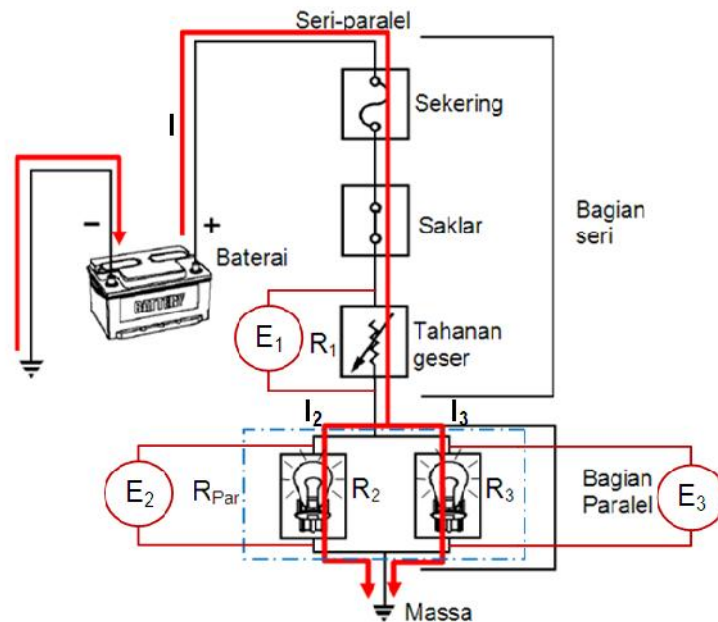 Seri-paralel
I
Sekering
Saklar
Bagian
seri
−
+
Baterai
BATTERY
E1
R1
Tahanan
geser
I2
I3
E2
RPar
R2
R3
Bagian
Paralel
E3
Massa